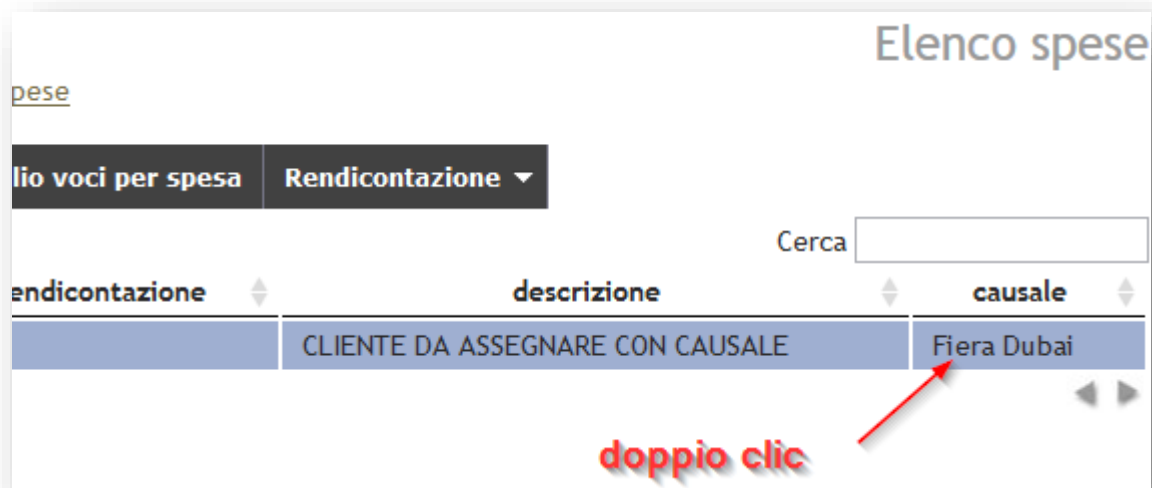 Elenco spese
pese
lio voci per spesa Rendicontazione
Cerca
endicontazione descrizione causale
CLIENTE DA ASSEGNARE CON CAUSALE Fiera Dubai
doppio clic